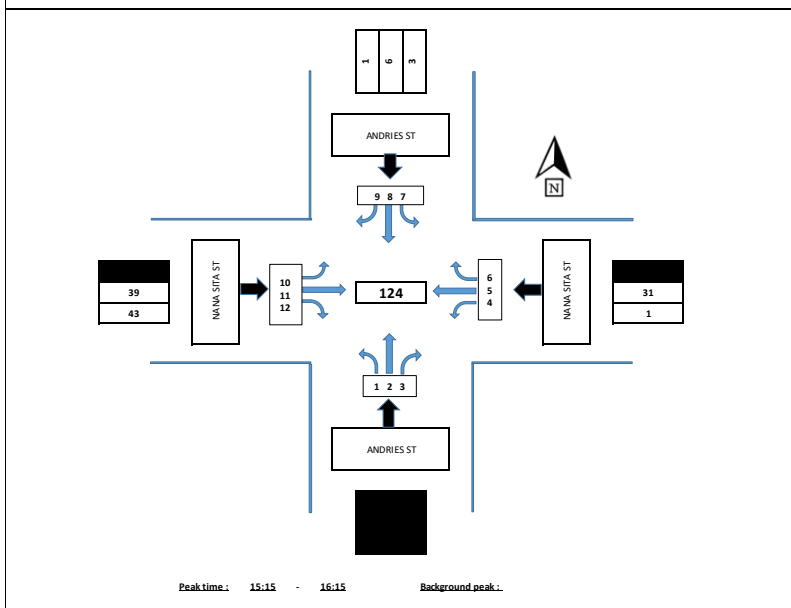 1 6 3
ANDRIES ST
N
9 8 7
NANA SITA ST
39
43
10
11
12
124
6
5
4
NANA SITA ST
31
1
1 2 3
ANDRIES ST
Peak time : 15:15 - 16:15 Background peak :